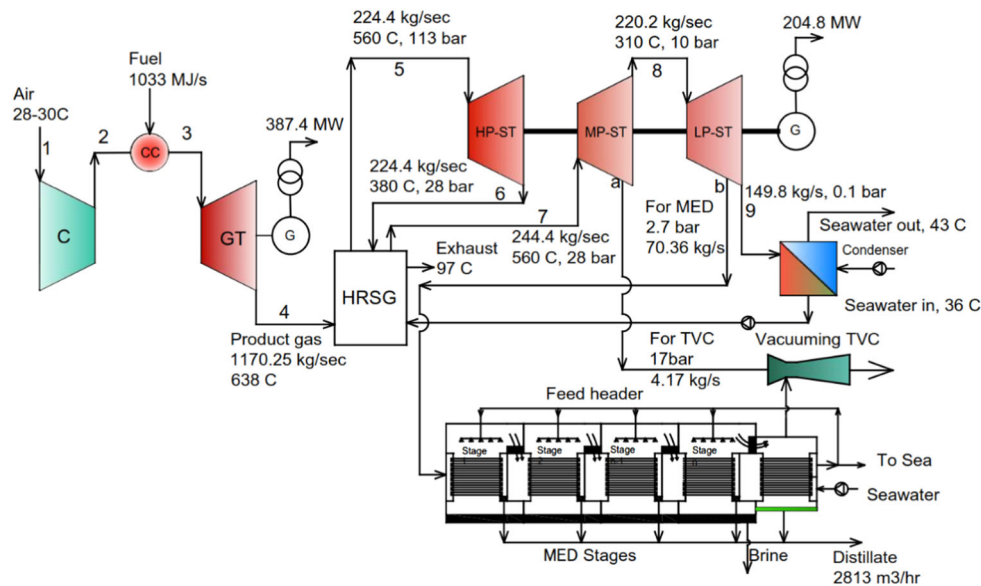 224.4 kg/sec
560 C, 113 bar
220.2 kg/sec
310 C, 10 bar
204.8 MW
Fuel
1033 MJ/s
Air
28-30C
5
8
1
2
3
CC
387.4 MW
HP-ST
MP-ST
LP-ST
G
224.4 kg/sec
380 C, 28 bar
6
a
b
149.8 kg/s, 0.1 bar
9
C
GT
G
7
244.4 kg/sec
560 C, 28 bar
For MED
2.7 bar
70.36 kg/s
Seawater out, 43 C
Condenser
Exhaust
97 C
HRSG
4
Seawater in, 36 C
Product gas
1170.25 kg/sec
638 C
For TVC
17bar
4.17 kg/s
Vacuuming TVC
Feed header
Stage
1
Stage
2
Stage
n-1
Stage
n
To Sea
Seawater
MED Stages
Brine
Distillate
2813 m3/hr